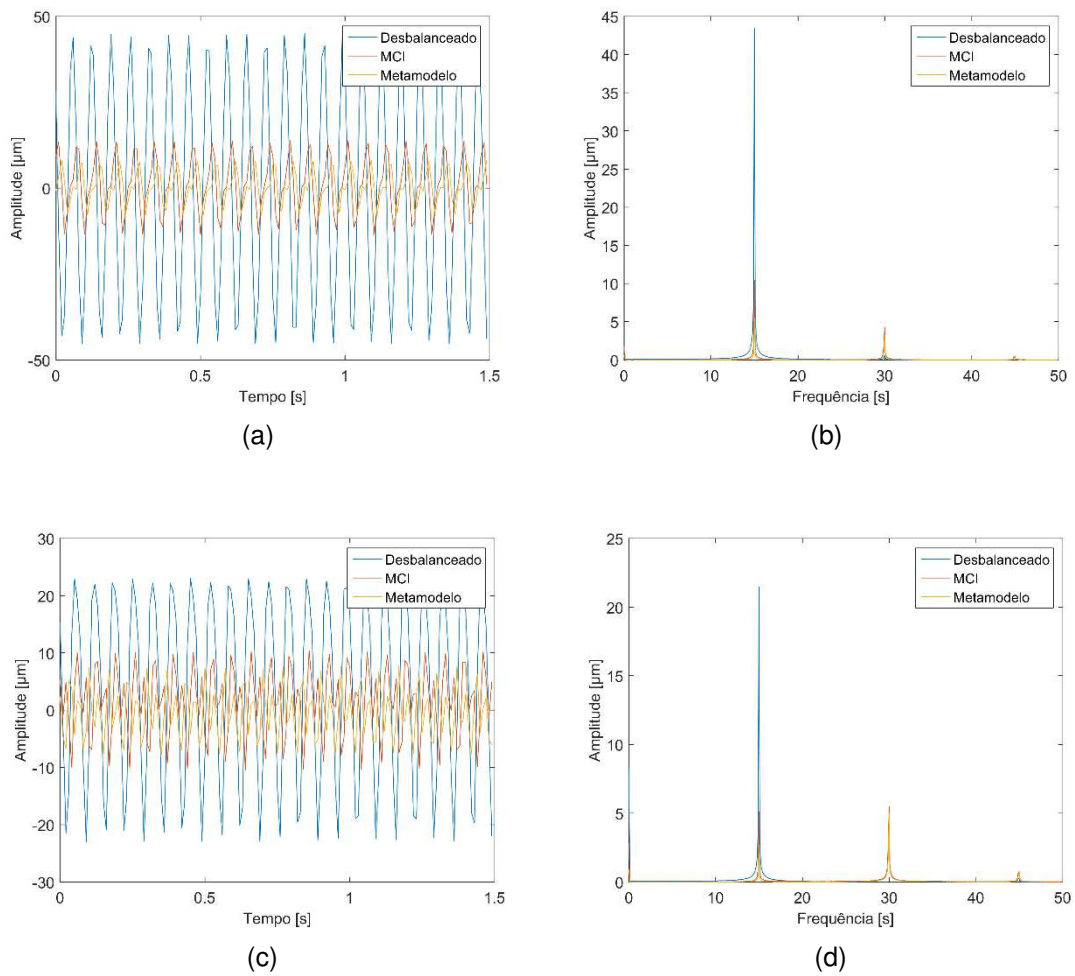 50
0
-50
Amplitude [μm]
0
0.5
1
1.5
Tempo [s]
Desbalanceado
MCI
Metamodelo
(a)
45
40
35
30
25
20
15
10
5
0
Amplitude [μm]
0
10
20
30
40
50
Frequência [s]
Desbalanceado
MCI
Metamodelo
(b)
30
20
10
0
-10
-20
-30
Amplitude [μm]
0
0.5
1
1.5
Tempo [s]
Desbalanceado
MCI
Metamodelo
(c)
25
20
15
10
5
0
Amplitude [μm]
0
10
20
30
40
50
Frequência [s]
Desbalanceado
MCI
Metamodelo
(d)